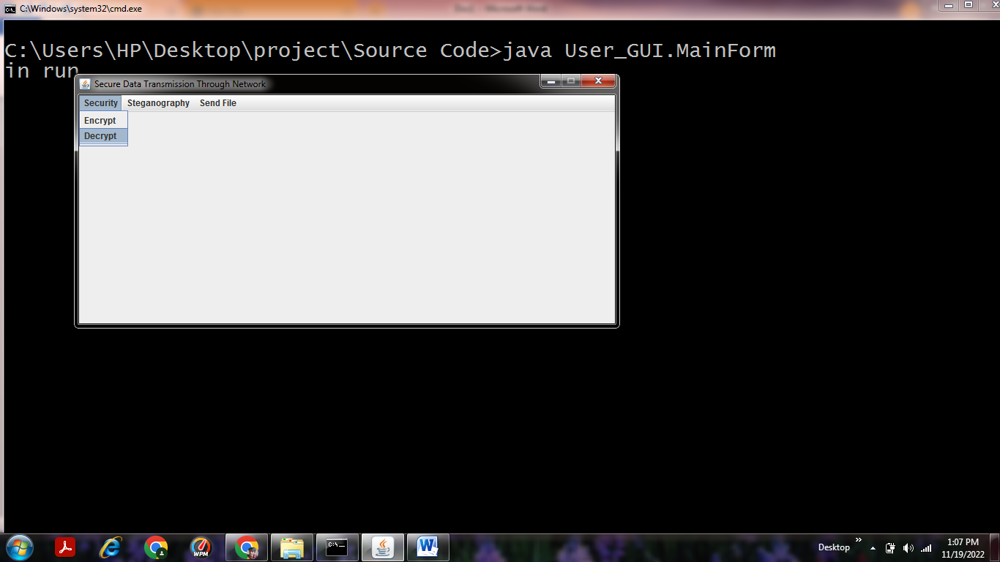 C:\Windows\system32\cmd.exe
C:\Users\HP\Desktop\project\Source Code>java User_GUI.MainForm
in run
Secure Data Transmission Through Network
Security Steganography Send File
Encrypt
Decrypt
C:\.
WPM
Desktop
1:07 PM
11/19/2022